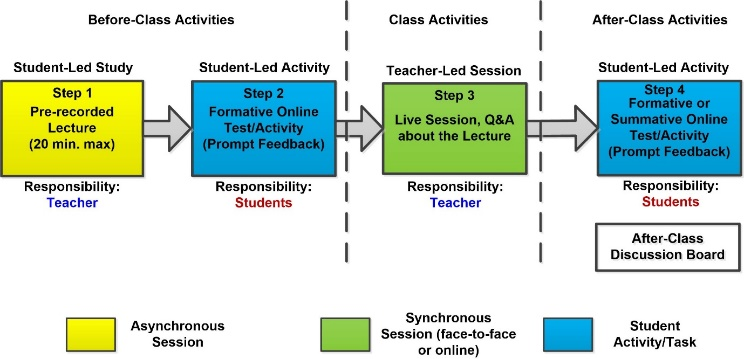 Before-Class Activities
Class Activities
After-Class Activities
Student-Led Study
Student-Led Activity
Teacher-Led Session
Student-Led Activity
Step 1
Pre-recorded
Lecture
(20 min. max)
Step 2
Formative Online
Test/Activity
(Prompt Feedback)
Step 3
Live Session, Q&A
about the Lecture
Step 4
Formative or
Summative Online
Test/Activity
(Prompt Feedback)
Responsibility:
Teacher
Responsibility:
Students
Responsibility:
Teacher
Responsibility:
Students
After-Class
Discussion Board
Asynchronous
Session
Synchronous
Session (face-to-face
or online)
Student
Activity/Task